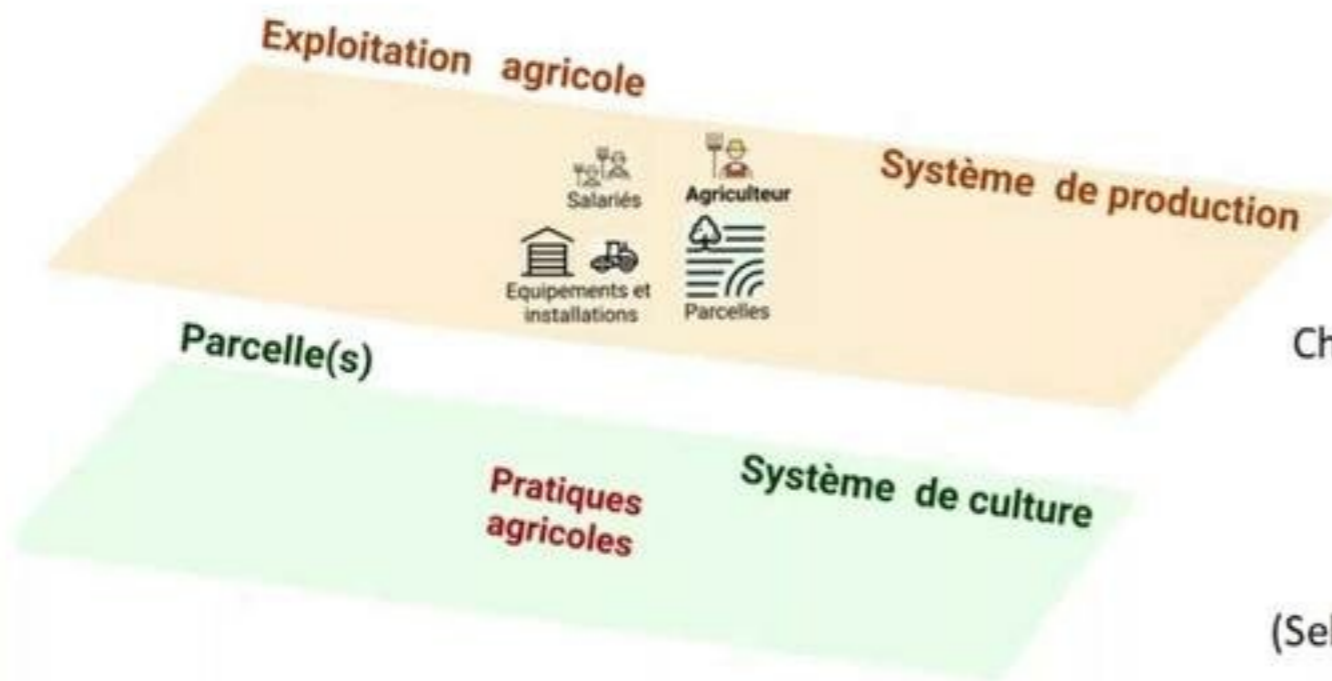 Exploitation agricole
Système de production
Salariés
Agriculteur
Equipements et
installations
Parcelles
Ch
Parcelle(s)
Système de culture
Pratiques
agricoles
(Sel